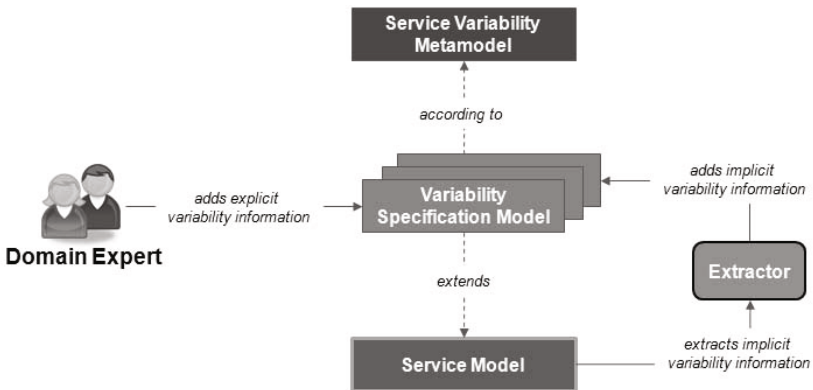 Service Variability
Metamodel
according to
adds explicit
variability information
Variability
Specification Model
adds implicit
variability information
Domain Expert
Extractor
extends
extracts implicit
variability information
Service Model